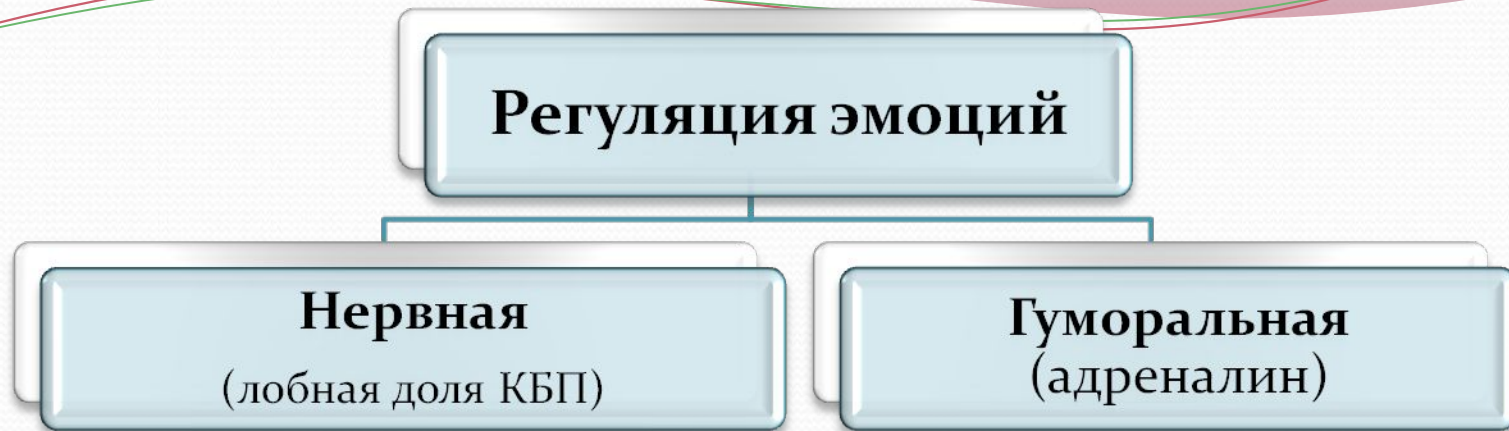 Регуляция эмоций
Нервная
(лобная доля КБП)
Гуморальная
(адреналин)